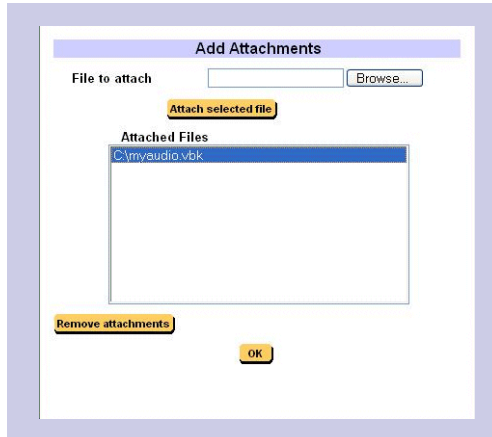 Add Attachments
File to attach
Browse...
Attach selected file
Attached Files
C:\myaudio.vbk
Remove attachments
OK